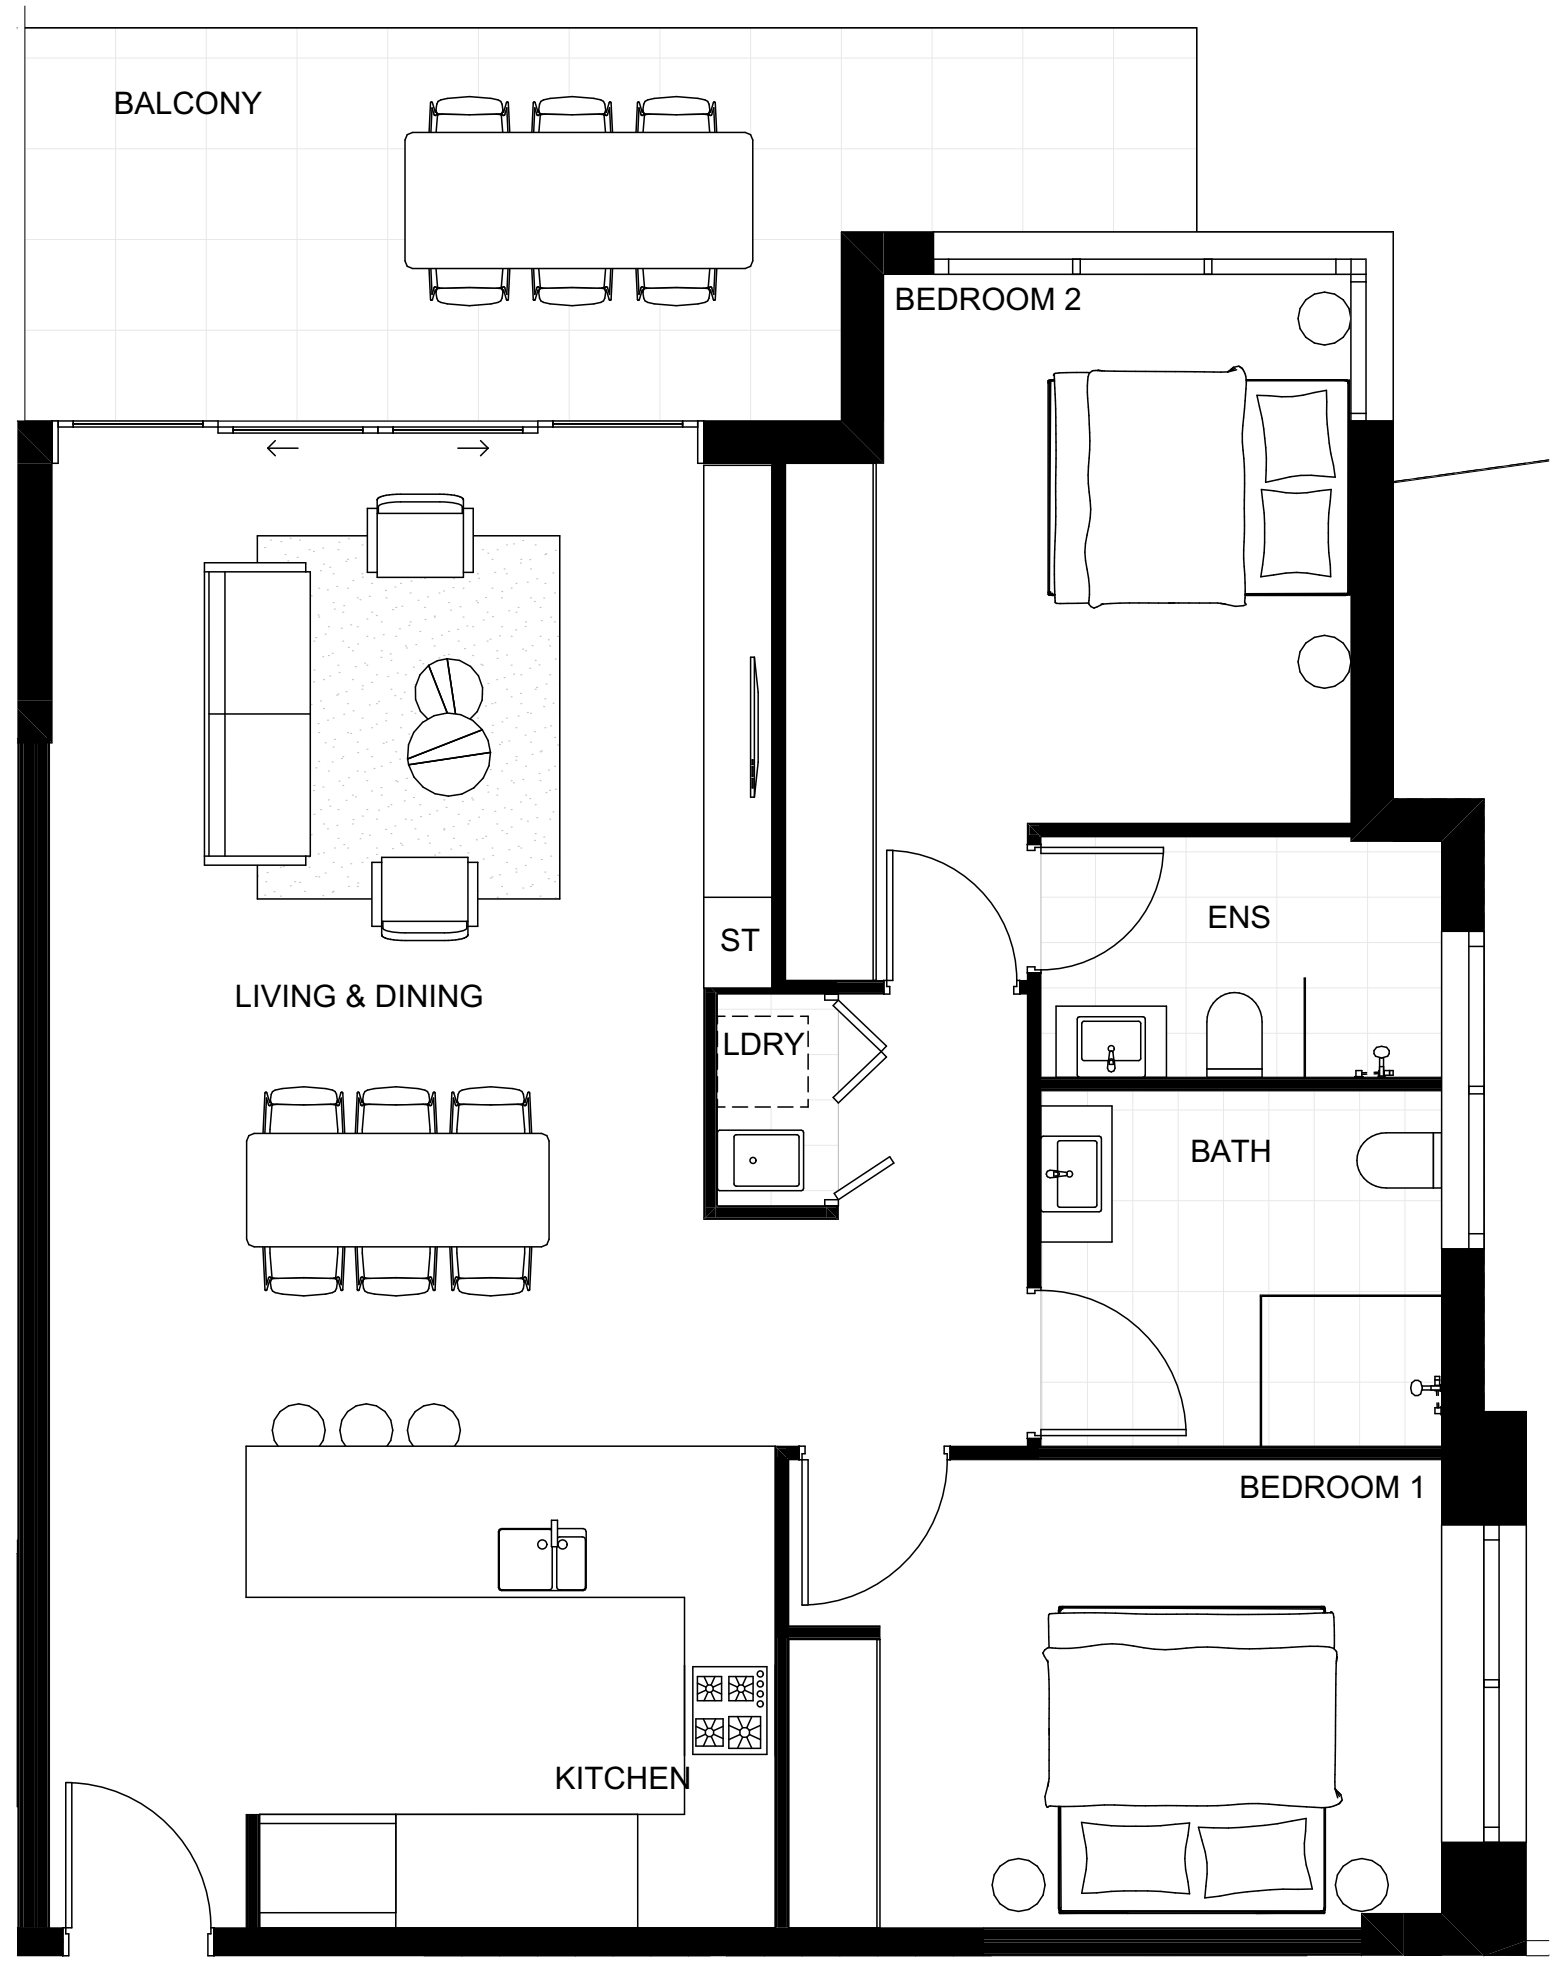 BALCONY
BEDROOM 2
ENS
ST
LIVING & DINING
LDRY
BATH
BEDROOM 1
KITCHEN